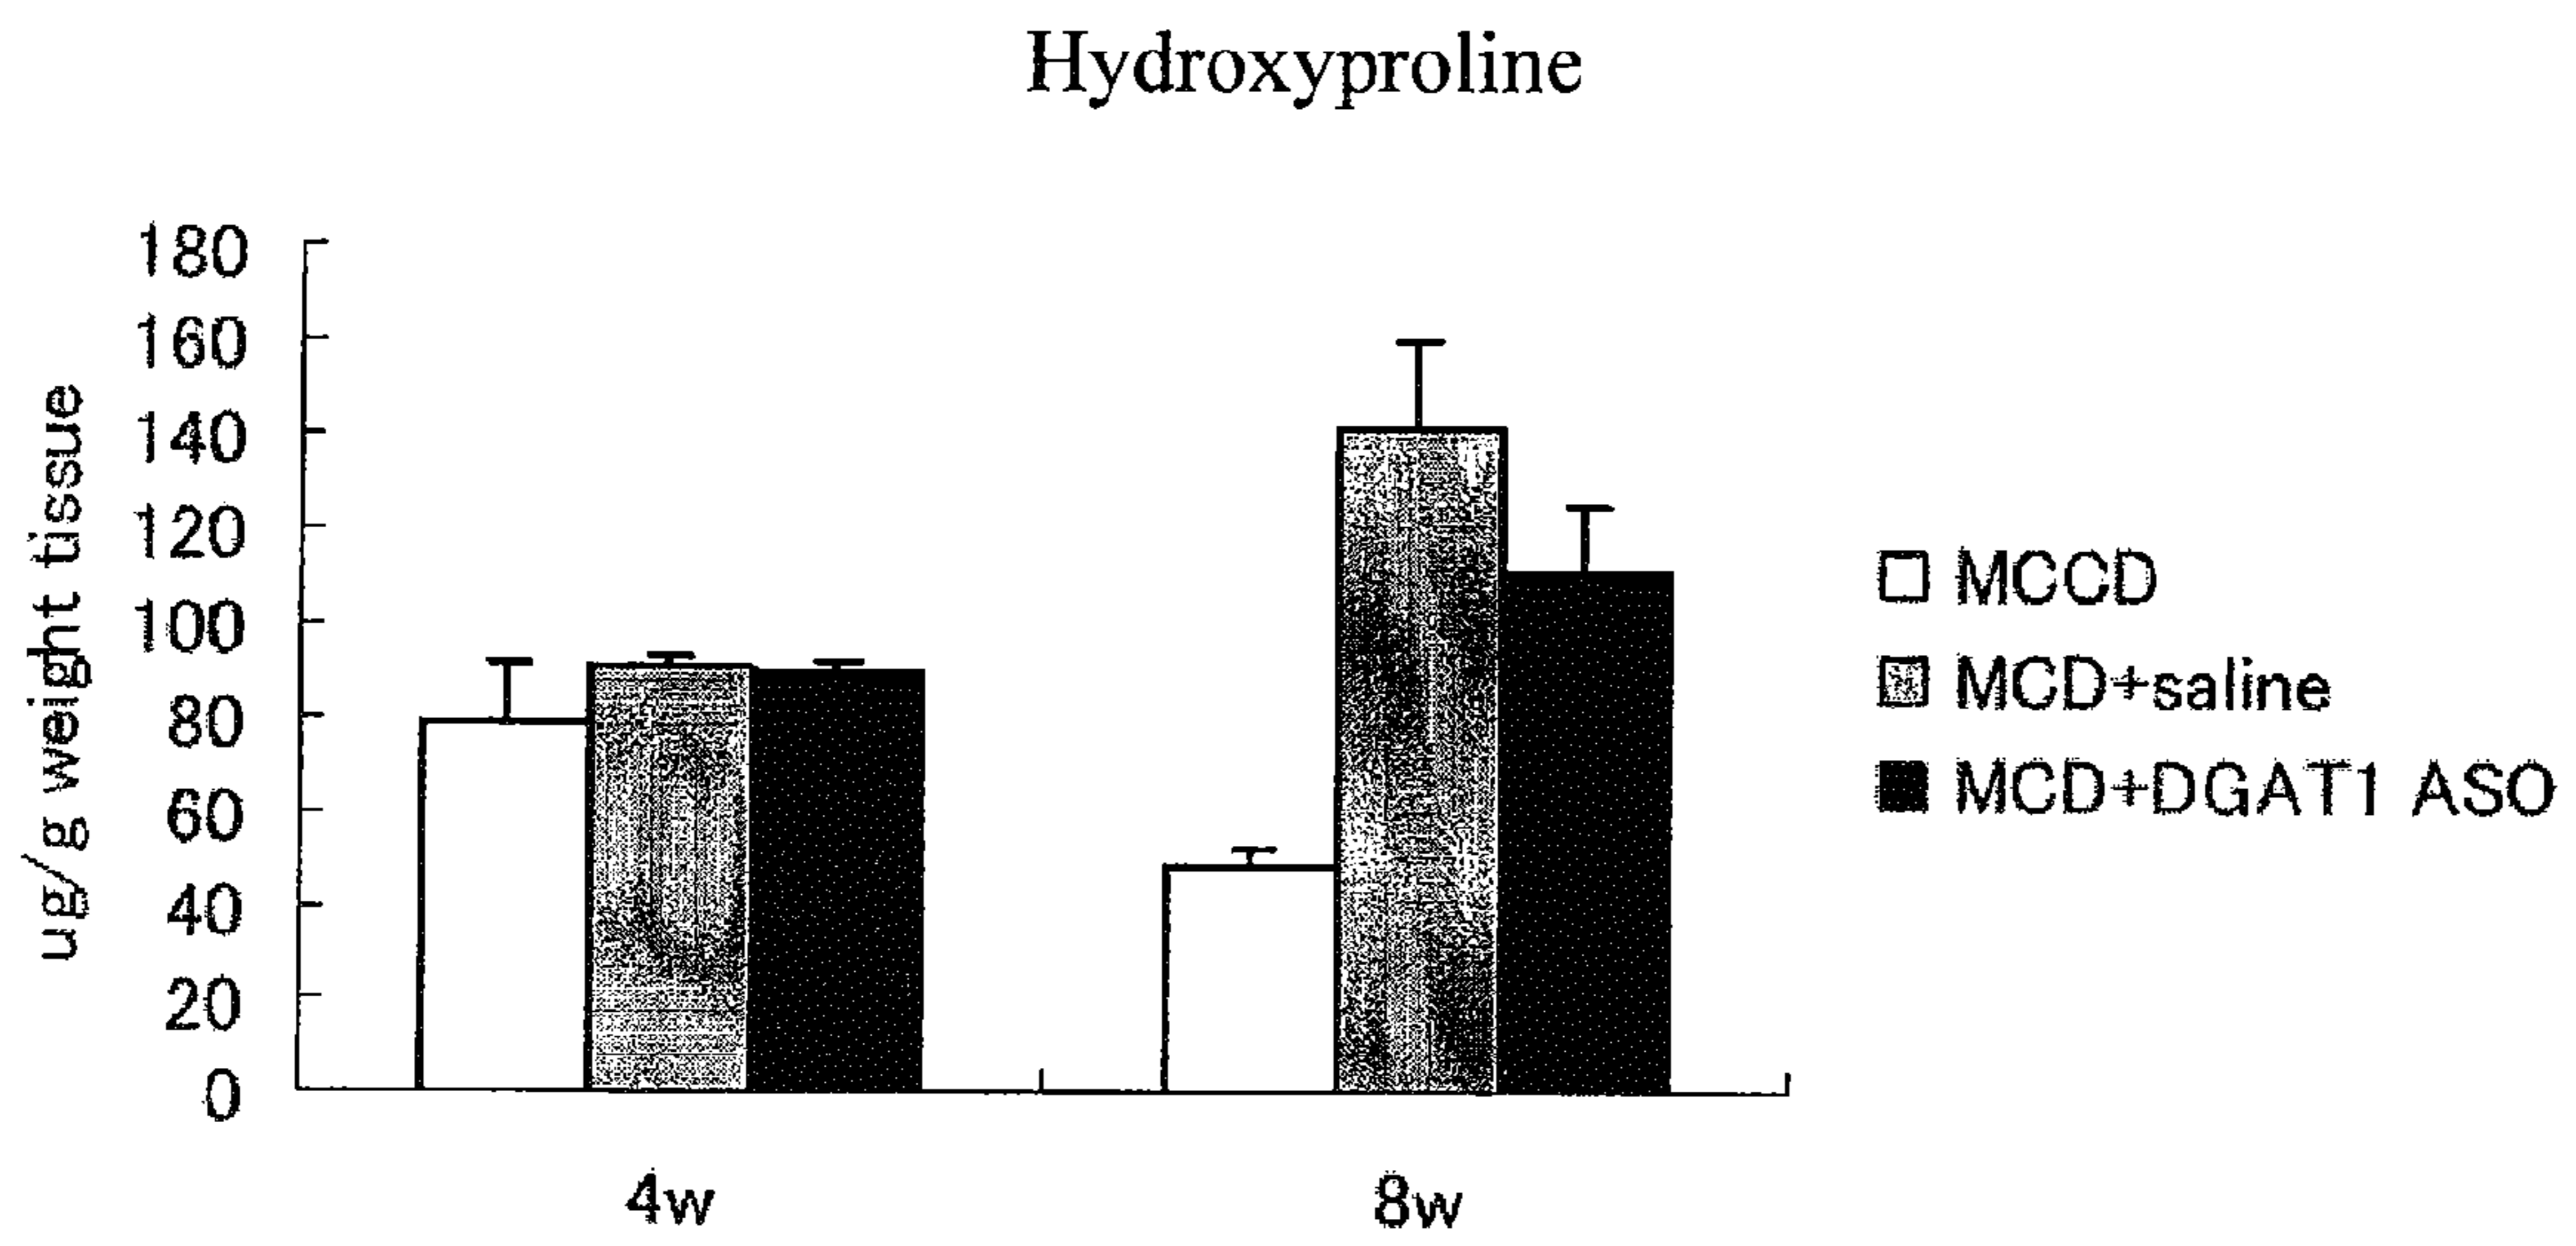 Hydroxyproline
ug/g weight tissue
180
160
140
120
100
80
60
40
20
0
4w
8w
MCCD
MCD+saline
MCD+DGAT1 ASO